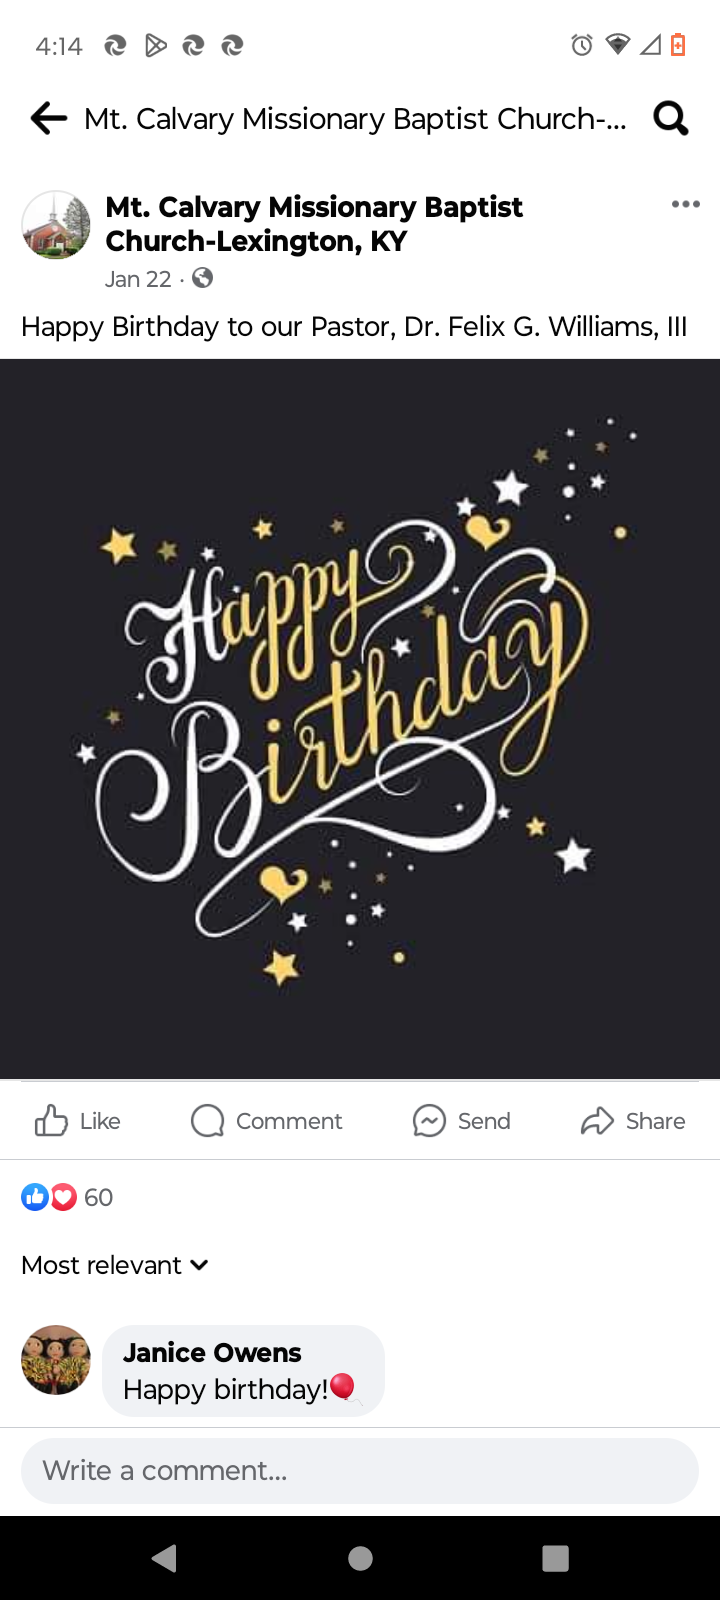 4:14
Mt. Calvary Missionary Baptist Church-...
Mt. Calvary Missionary Baptist
Church-Lexington, KY
Jan 22 ·
Happy Birthday to our Pastor, Dr. Felix G. Williams, III
Happy
Birthday
Like Comment Send Share
60
Most relevant
Janice Owens
Happy birthday!🎈
Write a comment...